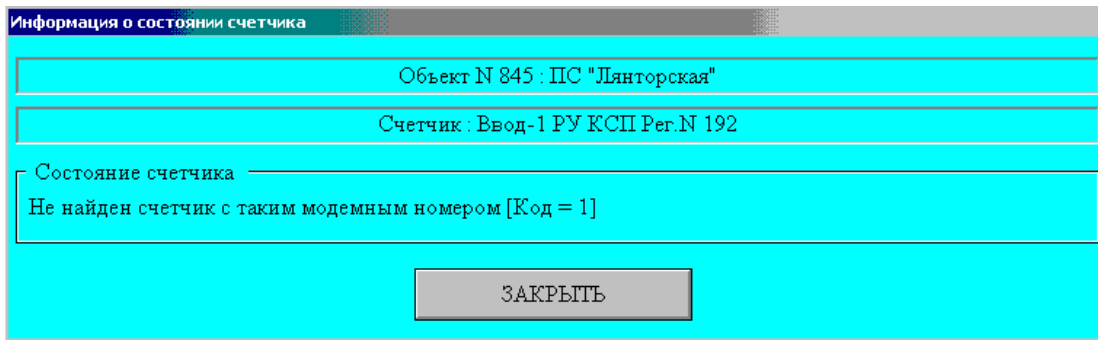 Информация о состоянии счетчика
Обьект N 845 : ПС "Лянторская"
Счетчик : Ввод-1 РУ КСП Рег.N 192
Состояние счетчика
Не найден счетчик с таким модемным номером [Код = 1]
ЗАКРЫТЬ